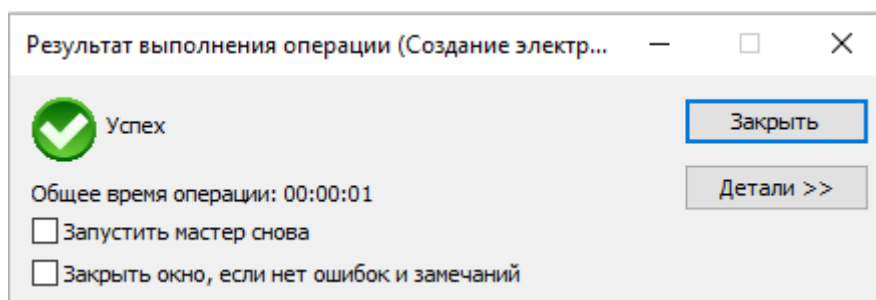 Результат выполнения операции (Создание электр...
Успех
Закрыть
Общее время операции: 00:00:01
Детали >>
Запустить мастер снова
Закрыть окно, если нет ошибок и замечаний